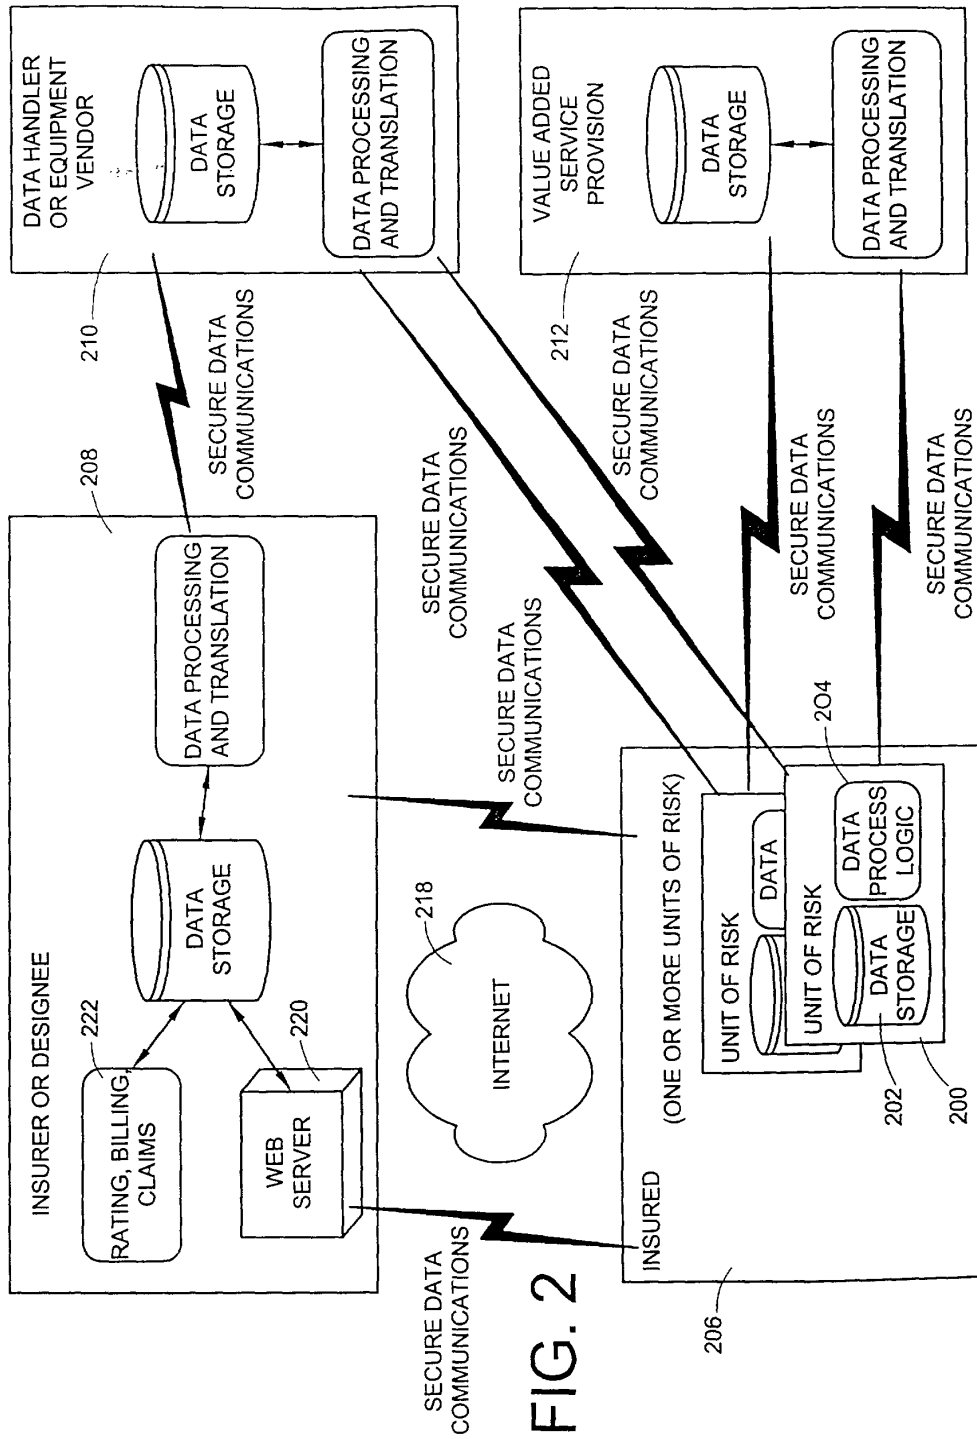 INSURER OR DESIGNEE
208
RATING, BILLING,
CLAIMS
222
WEB
SERVER
220
DATA
STORAGE
DATA PROCESSING
AND TRANSLATION
SECURE DATA
COMMUNICATIONS
210
DATA HANDLER
OR EQUIPMENT
VENDOR
DATA
STORAGE
DATA PROCESSING
AND TRANSLATION
SECURE DATA
COMMUNICATIONS
INTERNET
218
SECURE DATA
COMMUNICATIONS
SECURE DATA
COMMUNICATIONS
SECURE DATA
COMMUNICATIONS
212
VALUE ADDED
SERVICE
PROVISION
DATA
STORAGE
DATA PROCESSING
AND TRANSLATION
SECURE DATA
COMMUNICATIONS
SECURE DATA
COMMUNICATIONS
206
INSURED
(ONE OR MORE UNITS OF RISK)
UNIT OF RISK
DATA
UNIT OF RISK
DATA
STORAGE
DATA
PROCESS
LOGIC
204
202
200
FIG. 2